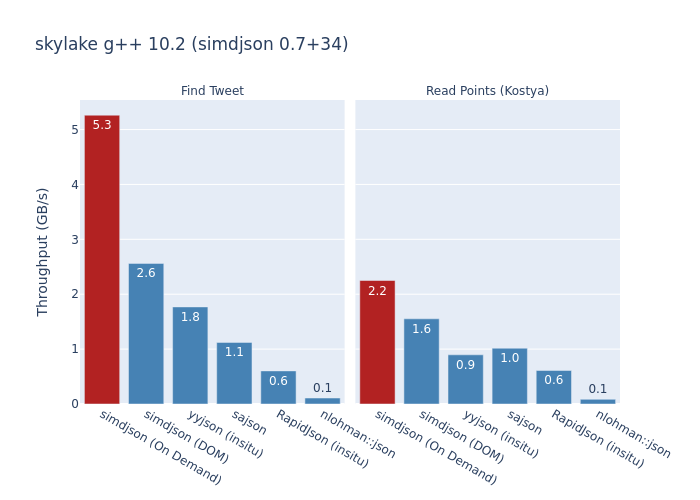 skylake g++ 10.2 (simdjson 0.7+34)
Find Tweet
Read Points (Kostya)
Throughput (GB/s)
5
4
3
2
1
0
5.3
2.6
1.8
1.1
0.6
0.1
2.2
1.6
0.9
1.0
0.6
0.1
simdjson (On Demand)
simdjson (DOM)
yyjson (insitu)
sajson
RapidJson (insitu)
nlohman::json
simdjson (On Demand)
simdjson (DOM)
yyjson (insitu)
sajson
RapidJson (insitu)
nlohman::json